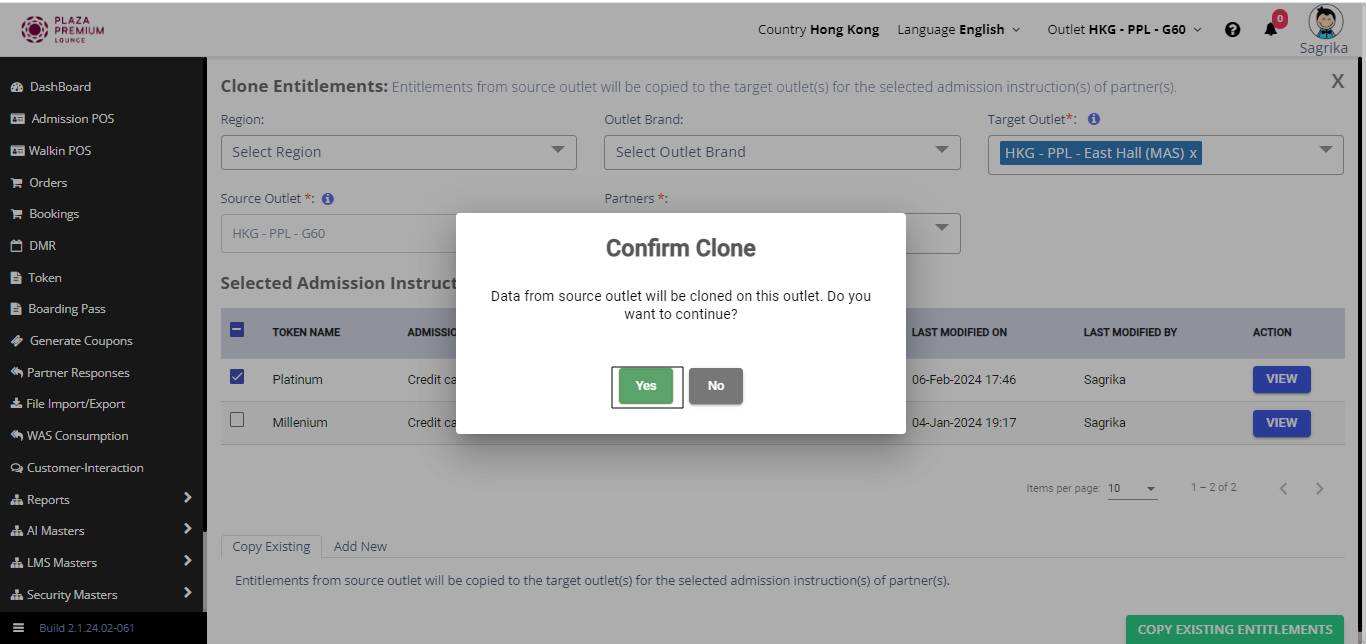 PLAZA
PREMIUM
LOUNGE
Country Hong Kong Language English Outlet HKG - PPL - G60 0
Sagrika
DashBoard
Admission POS
Walkin POS
Orders
Bookings
DMR
Token
Boarding Pass
Generate Coupons
Partner Responses
File Import/Export
WAS Consumption
Customer-Interaction
Reports
AI Masters
LMS Masters
Security Masters
Build 2.1.24.02-061
Clone Entitlements: Entitlements from source outlet will be copied to the target outlet(s) for the selected admission instruction(s) of partner(s). X
Region: Outlet Brand: Target Outlet*:
Select Region Select Outlet Brand HKG - PPL - East Hall (MAS) x
Source Outlet *: Partners *:
HKG - PPL - G60
Selected Admission Instruct
TOKEN NAME ADMISSIO LAST MODIFIED ON LAST MODIFIED BY ACTION
Platinum Credit ca 06-Feb-2024 17:46 Sagrika VIEW
Millenium Credit ca 04-Jan-2024 19:17 Sagrika VIEW
Confirm Clone
Data from source outlet will be cloned on this outlet. Do you
want to continue?
Yes No
Items per page: 10 1 – 2 of 2
Copy Existing Add New
Entitlements from source outlet will be copied to the target outlet(s) for the selected admission instruction(s) of partner(s).
COPY EXISTING ENTITLEMENTS